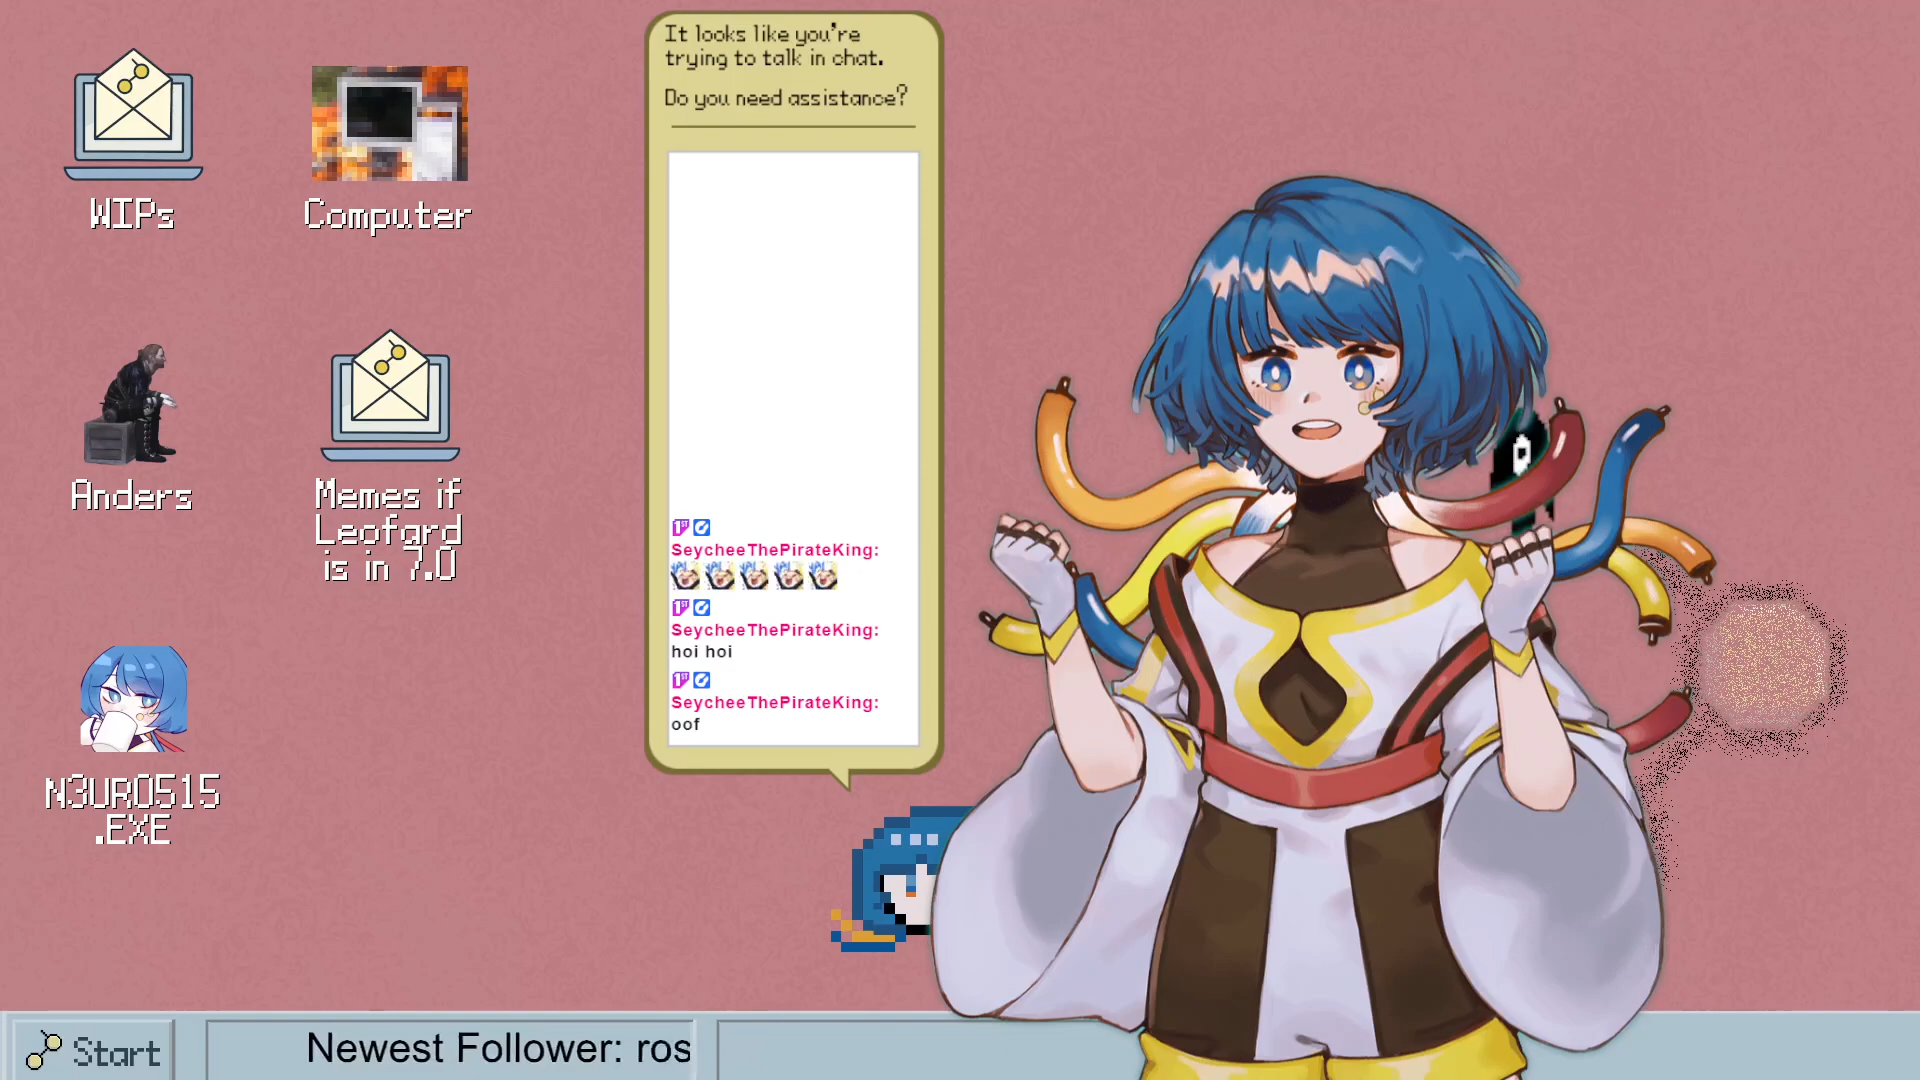 It looks like you're
trying to talk in chat.
Do you need assistance?
WIPs
Computer
Anders
Memes if
Leofard
is in 7.0
N3UR0515
.EXE
SeycheeThePirateKing:
SeycheeThePirateKing:
hoi hoi
SeycheeThePirateKing:
oof
Start
Newest Follower: ros